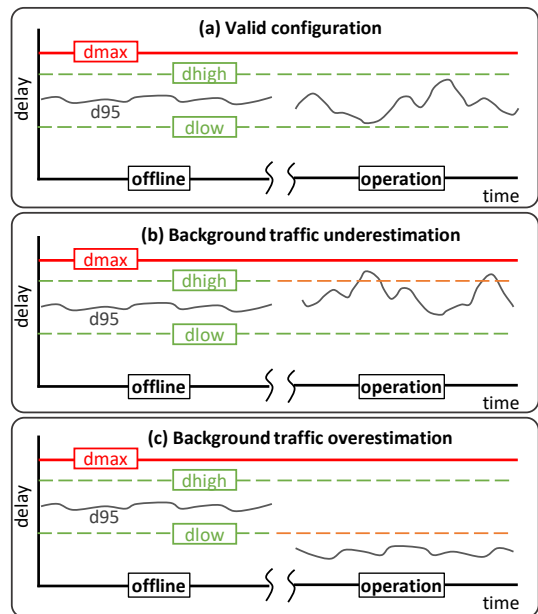 (a) Valid configuration
dmax
dhigh
delay
d95
dlow
offline
operation
time
(b) Background traffic underestimation
dmax
dhigh
delay
d95
dlow
offline
operation
time
(c) Background traffic overestimation
dmax
dhigh
delay
d95
dlow
offline
operation
time